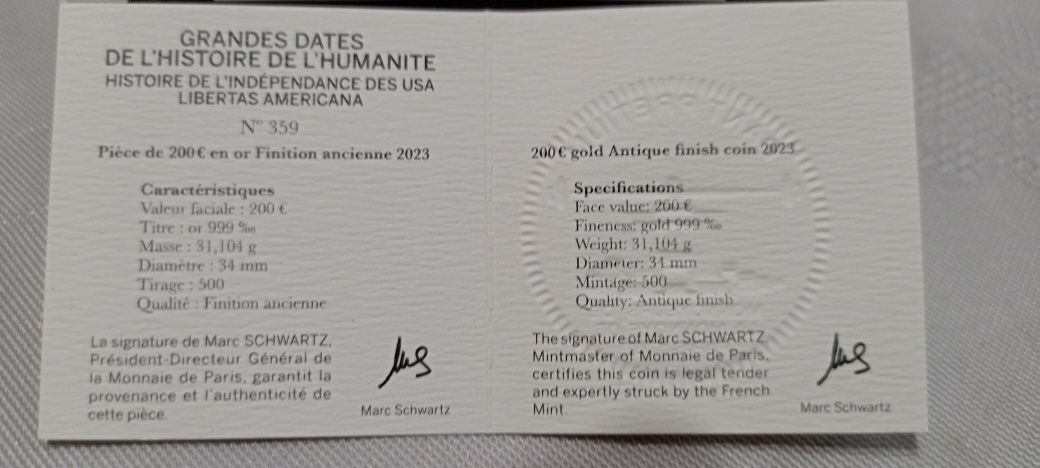 GRANDES DATES
DE L'HISTOIRE DE L'HUMANITE
HISTOIRE DE L'INDÉPENDANCE DES USA
LIBERTAS AMERICANA
N° 359
Pièce de 200€ en or Finition ancienne 2023
Caractéristiques
Valeur faciale : 200 €
Titre : or 999 ‰
Masse : 31,104 g
Diamètre : 34 mm
Tirage : 500
Qualité : Finition ancienne
La signature de Marc SCHWARTZ,
Président-Directeur Général de
la Monnaie de Paris, garantit la
provenance et l'authenticité de
cette pièce.
Marc Schwartz
200€ gold Antique finish coin 2023
Specifications
Face value: 200 €
Fineness: gold 999 ‰
Weight: 31,104 g
Diameter: 34 mm
Mintage: 500
Quality: Antique finish
The signature of Marc SCHWARTZ,
Mintmaster of Monnaie de Paris,
certifies this coin is legal tender
and expertly struck by the French
Mint
Marc Schwartz